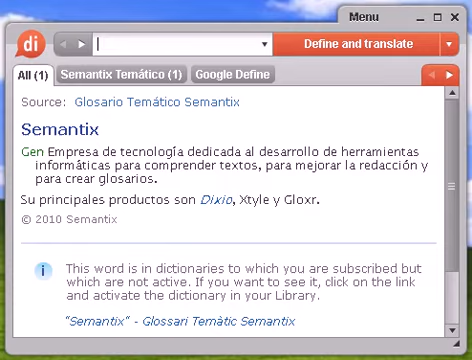 Menu
di
Define and translate
All (1) Semantix Temático (1) Google Define
Source: Glosario Temático Semantix
Semantix
Gen Empresa de tecnología dedicada al desarrollo de herramientas
informáticas para comprender textos, para mejorar la redacción y
para crear glosarios.
Su principales productos son Dixio, Xtyle y Gloxr.
© 2010 Semantix
i
This word is in dictionaries to which you are subscribed but
which are not active. If you want to see it, click on the link
and activate the dictionary in your Library.
"Semantix" - Glossari Temàtic Semantix